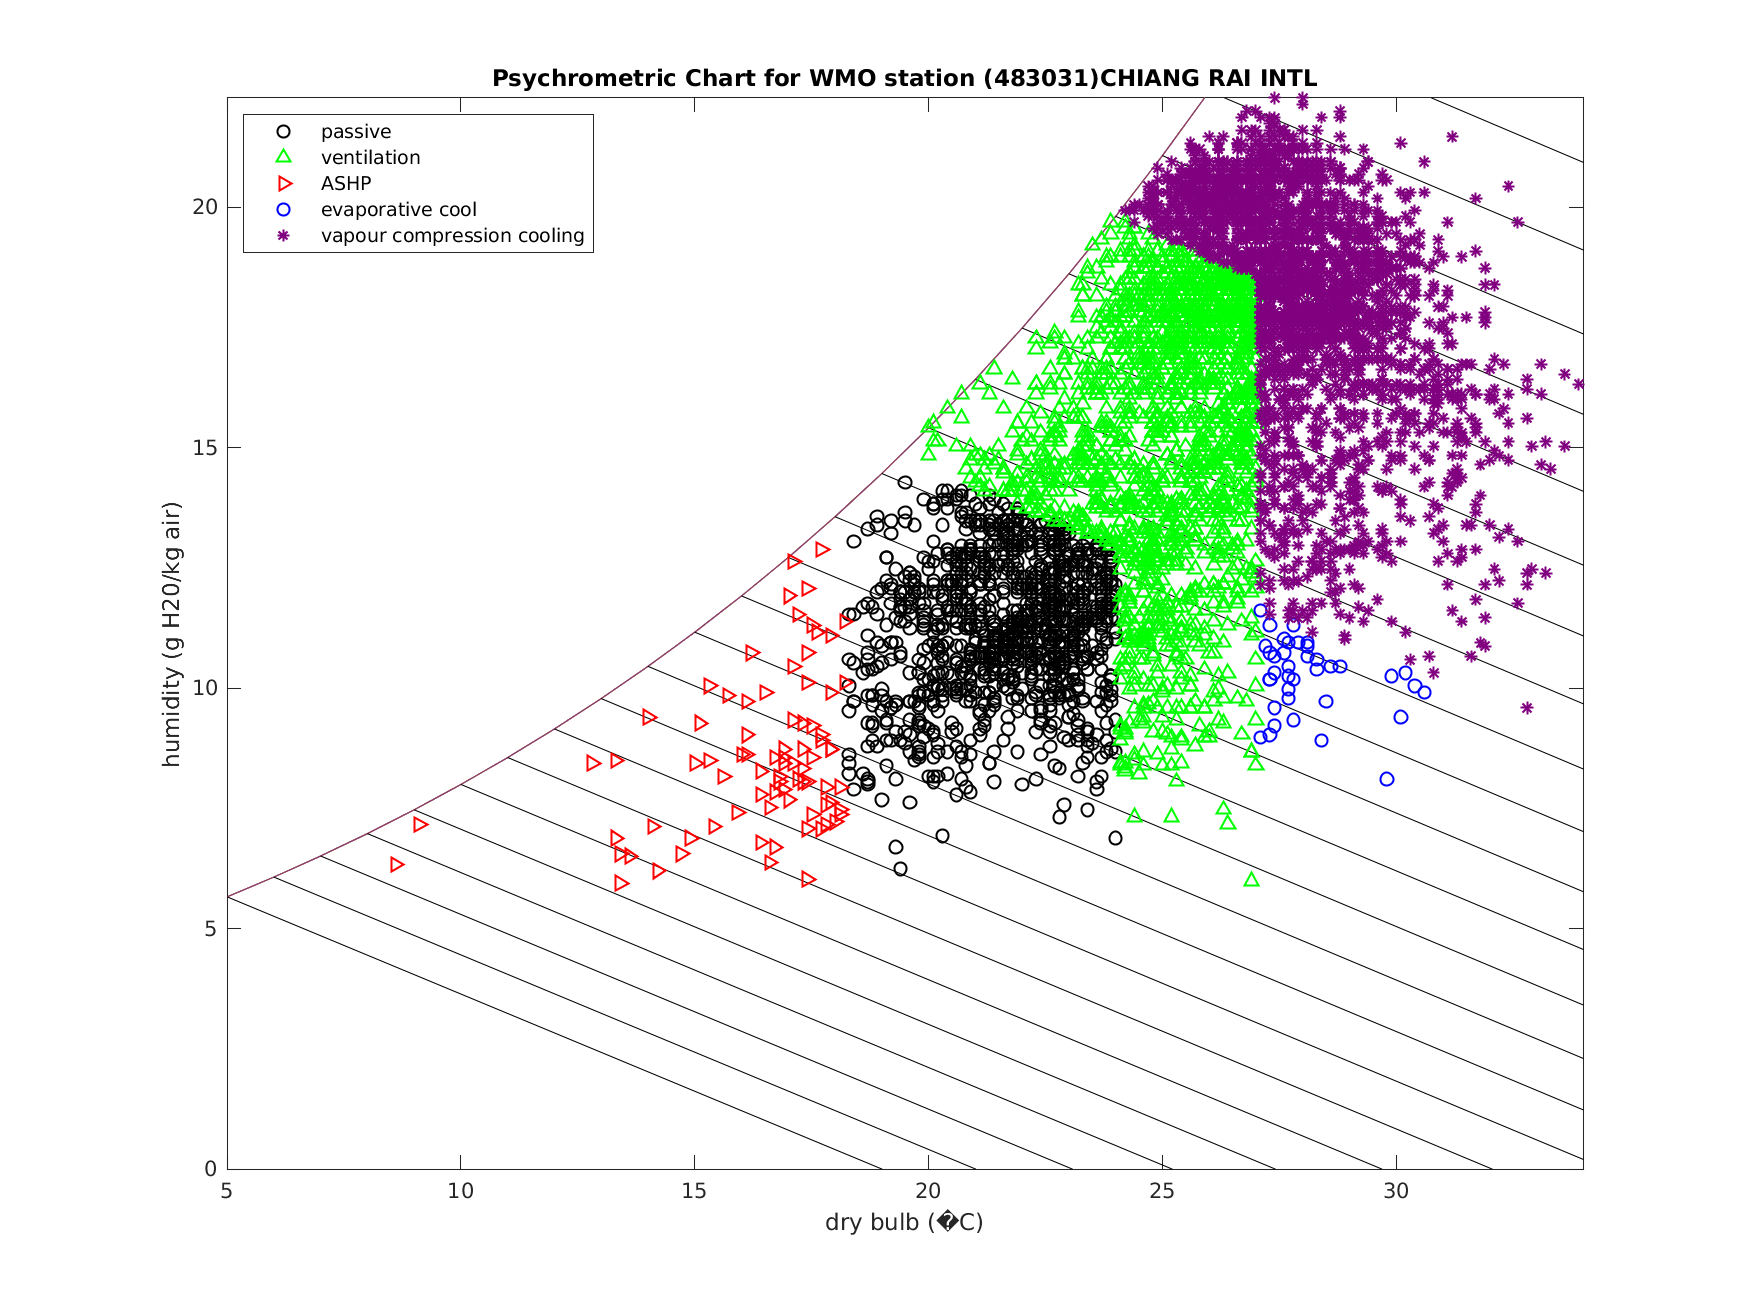 Psychrometric Chart for WMO station (483031)CHIANG RAI INTL
passive
ventilation
ASHP
evaporative cool
vapour compression cooling
humidity (g H20/kg air)
20
15
10
5
0
5 10 15 20 25 30
dry bulb (�C)